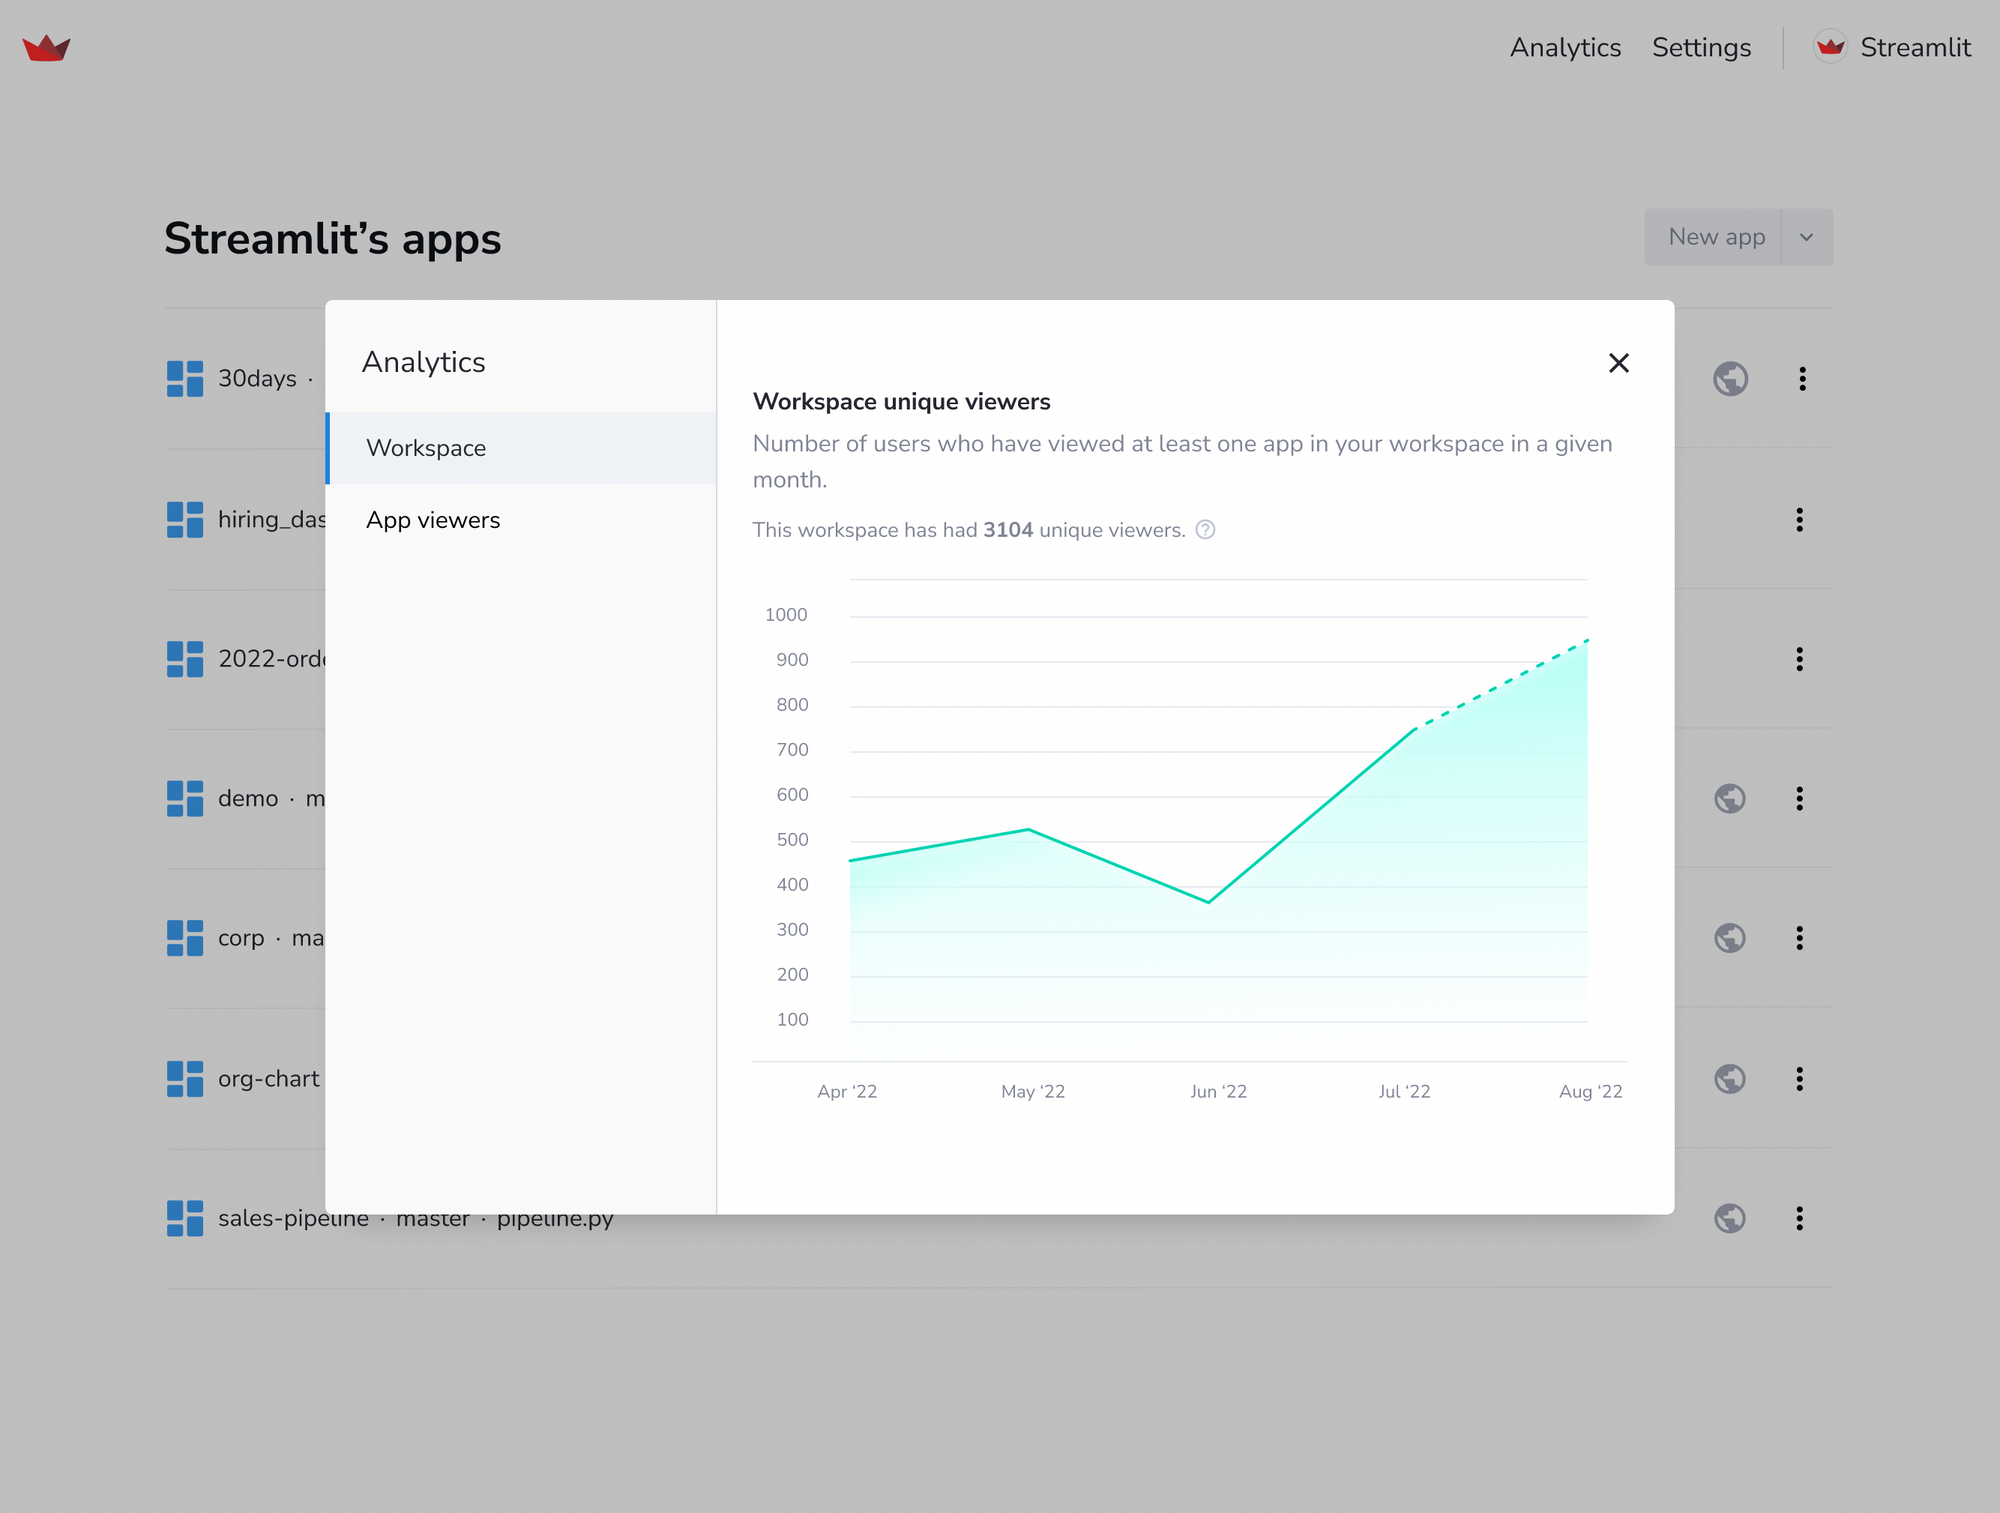 Analytics Settings Streamlit
Streamlit’s apps
New app
30days ·
hiring_das
2022-orde
demo · m
corp · ma
org-chart
sales-pipeline · master · pipeline.py
Analytics
Workspace
App viewers
Workspace unique viewers
Number of users who have viewed at least one app in your workspace in a given
month.
This workspace has had 3104 unique viewers. ?
1000
900
800
700
600
500
400
300
200
100
Apr ‘22 May ‘22 Jun ‘22 Jul ‘22 Aug ‘22